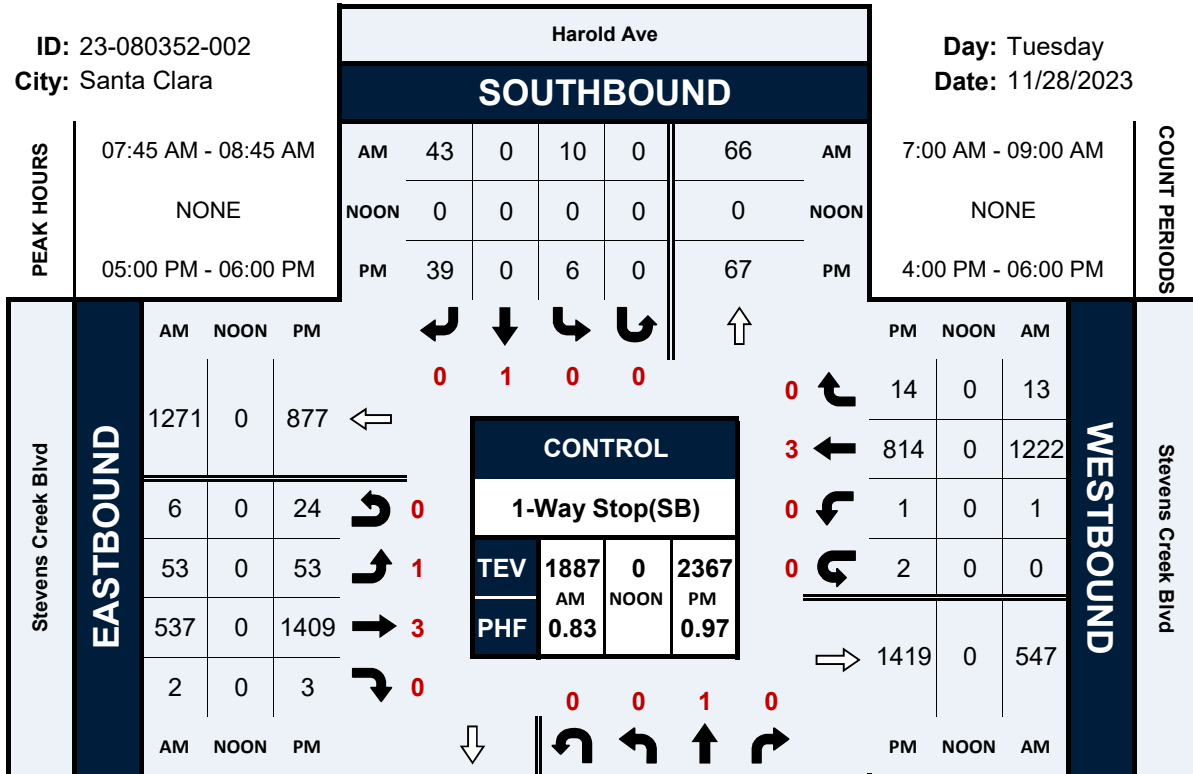 ID: 23-080352-002
City: Santa Clara
Harold Ave
SOUTHBOUND
Day: Tuesday
Date: 11/28/2023
PEAK HOURS
07:45 AM - 08:45 AM
NONE
05:00 PM - 06:00 PM
AM 43 0 10 0 66 AM
NOON 0 0 0 0 0 NOON
PM 39 0 6 0 67 PM
7:00 AM - 09:00 AM
NONE
4:00 PM - 06:00 PM
COUNT PERIODS
0 1 0 0
Stevens Creek Blvd
EASTBOUND
AM NOON PM
1271 0 877
6 0 24 0
53 0 53 1
537 0 1409 3
2 0 3 0
AM NOON PM
CONTROL
1-Way Stop(SB)
TEV 1887 0 2367
AM NOON PM
PHF 0.83 0.97
PM NOON AM
0 14 0 13
3 814 0 1222
0 1 0 1
0 2 0 0
1419 0 547
PM NOON AM
WESTBOUND
Stevens Creek Blvd
0 0 1 0